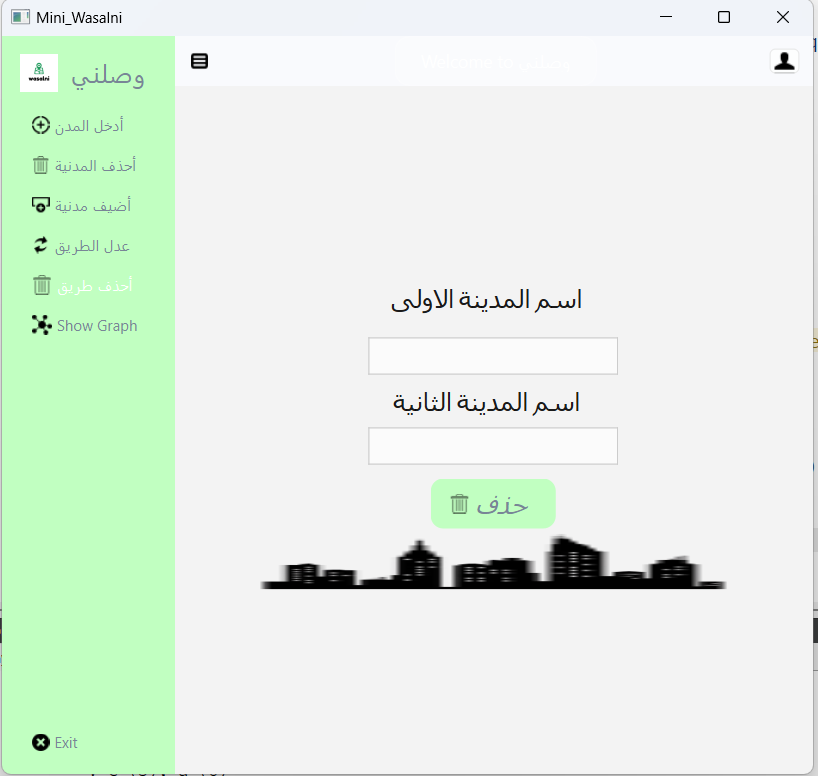 Mini_Wasalni
wasalni
وصلني
Welcome to وصلني
أدخل المدن
أحذف المدنية
أضيف مدنية
عدل الطريق
أحذف طريق
Show Graph
اسم المدينة الاولى
اسم المدينة الثانية
حذف
Exit